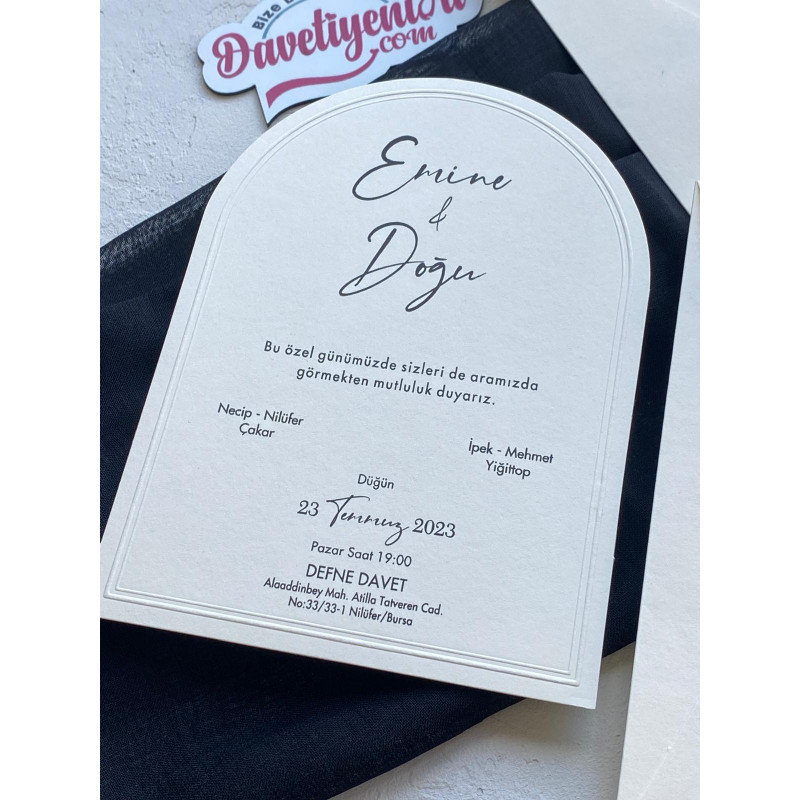 Bize
Davetiyeni
.com
Emine
&
Doğu
Bu özel günümüzde sizleri de aramızda
görmekten mutluluk duyarız.
Necip - Nilüfer
Çakar
İpek - Mehmet
Yiğittop
Düğün
23 Temmuz 2023
Pazar Saat 19:00
DEFNE DAVET
Alaaddinbey Mah. Atilla Tatveren Cad.
No:33/33-1 Nilüfer/Bursa